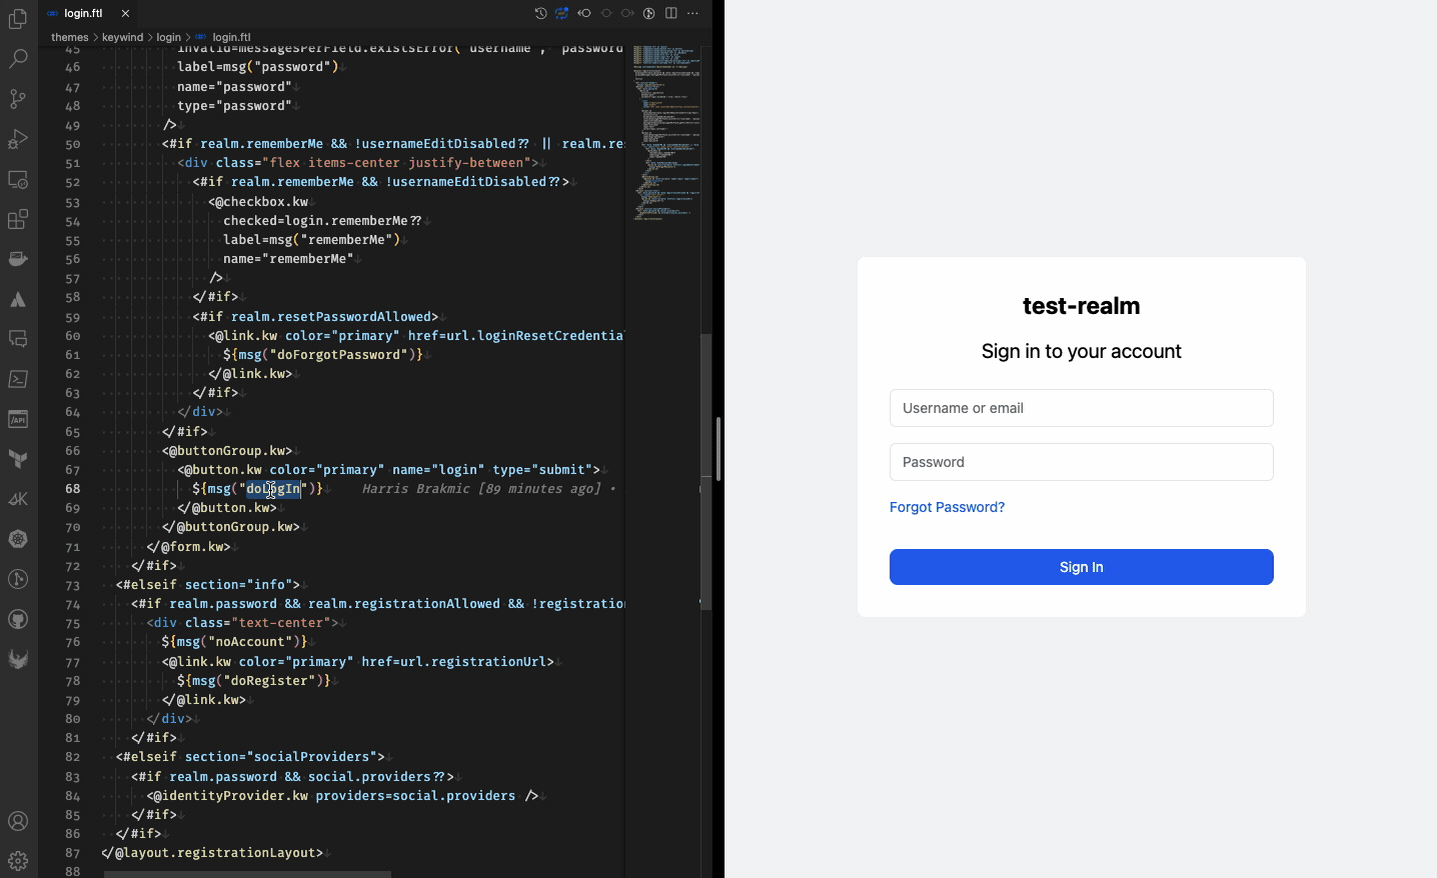 login.ftl
themes > keywind > login > login.ftl
45 invalid=messagesPerField.existsError("username", "password
46 label=msg("password")
47 name="password"
48 type="password"
49 />
50 <#if realm.rememberMe && !usernameEditDisabled?? || realm.re
51 <div class="flex items-center justify-between">
52 <#if realm.rememberMe && !usernameEditDisabled??>
53 <@checkbox.kw
54 checked=login.rememberMe??
55 label=msg("rememberMe")
56 name="rememberMe"
57 />
58 </#if>
59 <#if realm.resetPasswordAllowed>
60 <@link.kw color="primary" href=url.loginResetCredential
61 ${msg("doForgotPassword")}
62 </@link.kw>
63 </#if>
64 </div>
65 </#if>
66 <@buttonGroup.kw>
67 <@button.kw color="primary" name="login" type="submit">
68 ${msg("doLogIn")} Harris Brakmic [89 minutes ago] •
69 </@button.kw>
70 </@buttonGroup.kw>
71 </@form.kw>
72 </#if>
73 <#elseif section="info">
74 <#if realm.password && realm.registrationAllowed && !registratio
75 <div class="text-center">
76 ${msg("noAccount")}
77 <@link.kw color="primary" href=url.registrationUrl>
78 ${msg("doRegister")}
79 </@link.kw>
80 </div>
81 </#if>
82 <#elseif section="socialProviders">
83 <#if realm.password && social.providers??>
84 <@identityProvider.kw providers=social.providers />
85 </#if>
86 </#if>
87 </@layout.registrationLayout>
88
/API
4K
test-realm
Sign in to your account
Username or email
Password
Forgot Password?
Sign In